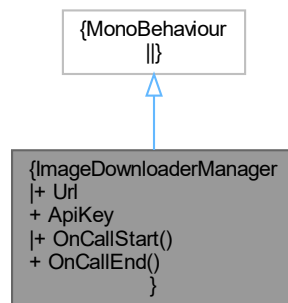 {MonoBehaviour
||}
{ImageDownloaderManager
|+ Url
+ ApiKey
|+ OnCallStart()
+ OnCallEnd()
}